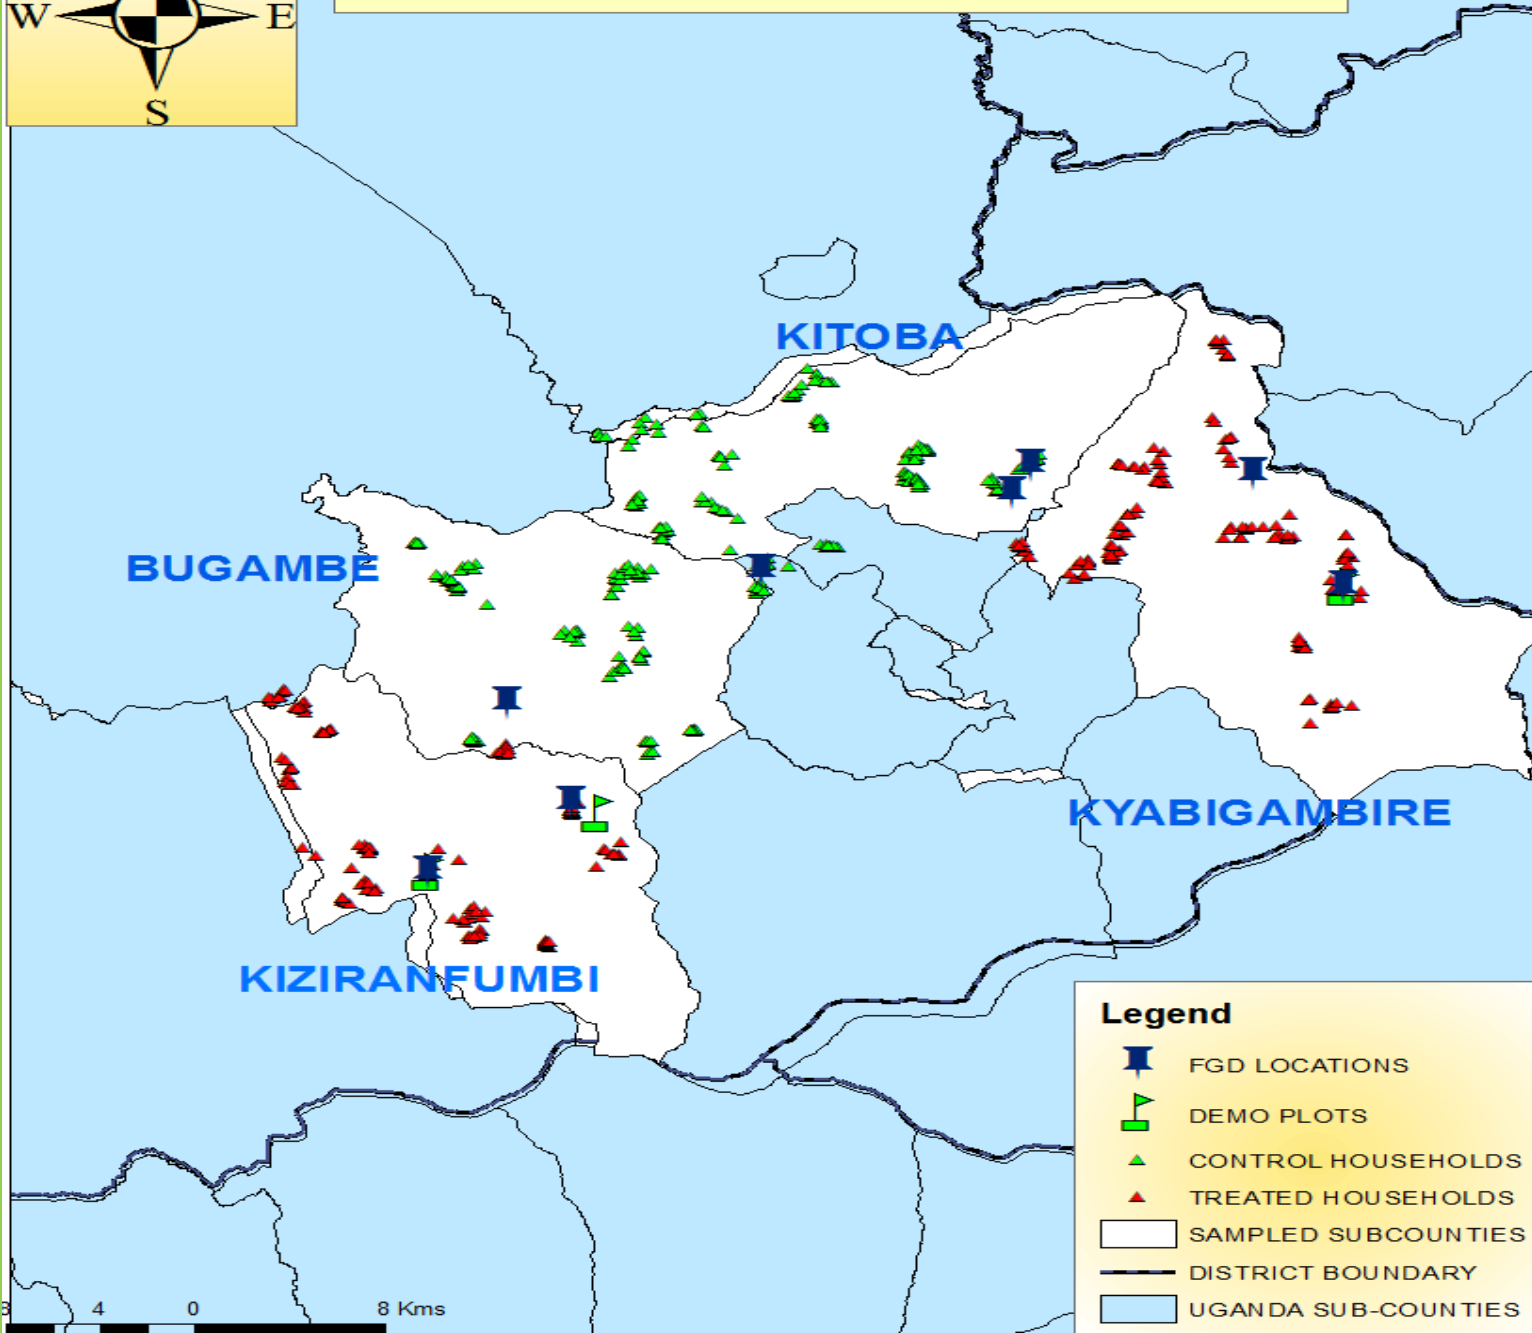 W E
S
KITOBA
BUGAMBE
KYABIGAMBIRE
KIZIRANFUMBI
Legend
FGD LOCATIONS
DEMO PLOTS
CONTROL HOUSEHOLDS
TREATED HOUSEHOLDS
SAMPLED SUBCOUNTIES
DISTRICT BOUNDARY
UGANDA SUB-COUNTIES
8 4 0 8 Kms